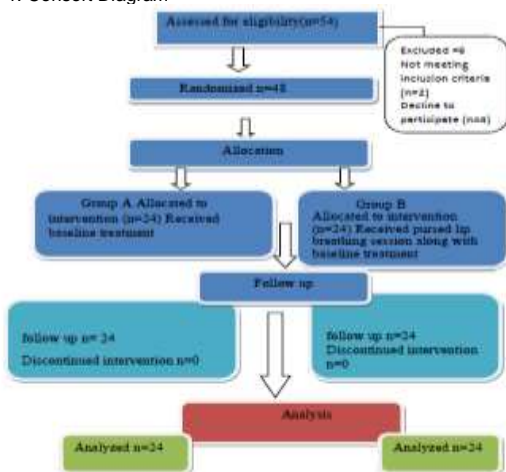 1. Consort Diagram
Assessed for eligibility(n=54)
Excluded =6
Not meeting
inclusion criteria
(n=2)
Decline to
participate (n=4)
Randomized n=48
Allocation
Group A Allocated to
intervention (n=24) Received
baseline treatment
Group B
Allocated to intervention
(n=24) Received pursed lip
breathing session along with
baseline treatment
Follow up
follow up n= 24
Discontinued intervention n=0
follow up n=24
Discontinued intervention
n=0
Analysis
Analyzed n=24
Analyzed n=24